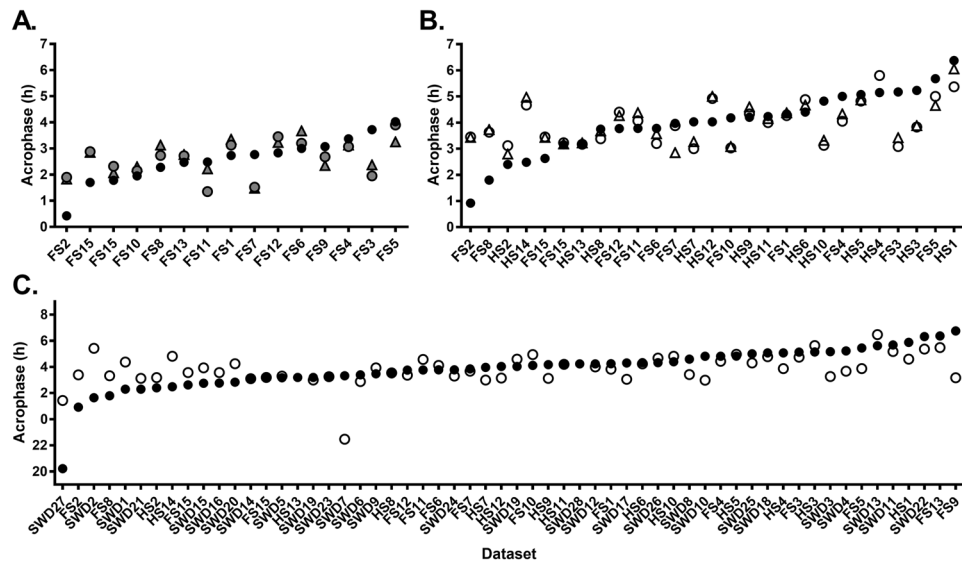 A.
B.
Acrophase (h)
7
6
5
4
3
2
1
0
FS2 FS15 FS15 FS10 FS8 FS13 FS11 FS1 FS7 FS12 FS6 FS9 FS4 FS3 FS5
Acrophase (h)
7
6
5
4
3
2
1
0
FS2 FS8 HS2 HS14 FS15 FS15 HS13 HS8 FS12 FS11 FS6 FS7 HS7 HS12 FS10 HS9 HS11 FS1 HS6 HS10 FS4 HS5 HS4 FS3 HS3 FS5 HS1
C.
Acrophase (h)
8
6
4
2
0
22
20
SWD27 FS2 SWD2 FS8 SWD1 SWD21 HS2 HS14 FS15 SWD15 SWD16 SWD20 SWD14 FS15 SWD5 HS13 SWD19 SWD23 SWD7 SWD6 SWD9 HS8 FS12 FS11 FS6 SWD24 FS7 HS7 HS12 SWD19 FS10 HS9 HS11 SWD28 SWD12 FS1 SWD17 HS6 SWD26 HS10 SWD8 SWD10 FS4 HS5 SWD25 SWD18 HS4 FS3 HS3 SWD3 SWD4 FS5 SWD13 SWD11 HS1 SWD22 FS13 FS9
Dataset